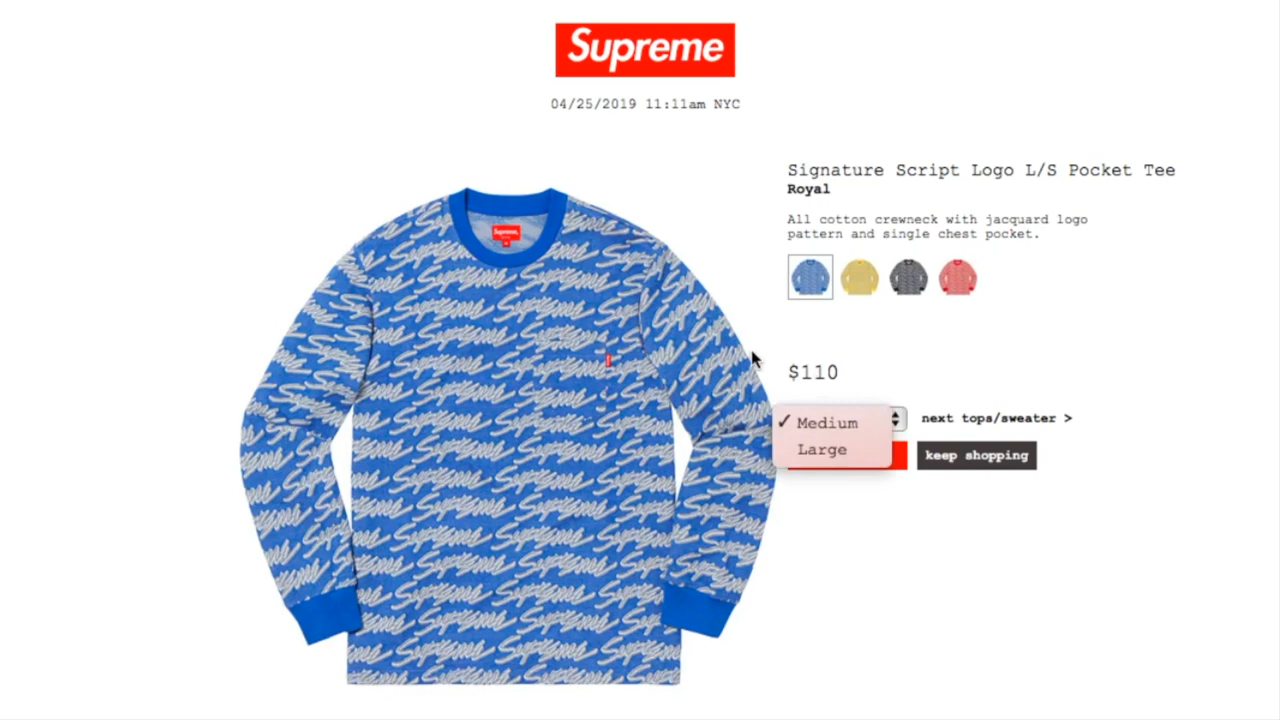 Supreme
04/25/2019 11:11am NYC
Signature Script Logo L/S Pocket Tee
Royal
All cotton crewneck with jacquard logo
pattern and single chest pocket.
Supreme
$110
✓ Medium
Large
next tops/sweater >
keep shopping